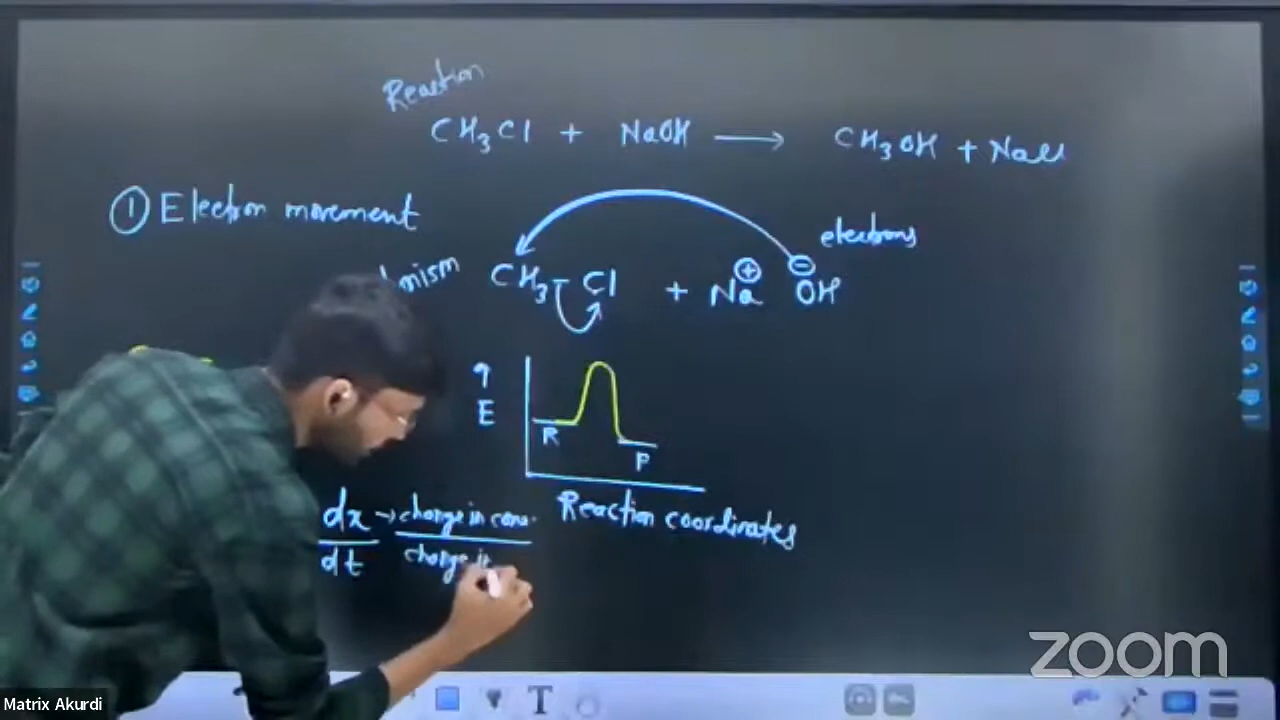 Reaction
CH3Cl + NaOH ⟶ CH3OH + NaCl
① Electron movement
electrons
CH3 - Cl + Na⊕ ⊖OH
↑
E
R
P
Reaction coordinates
dx → change in conc.
dt change in
zoom
Matrix Akurdi
T